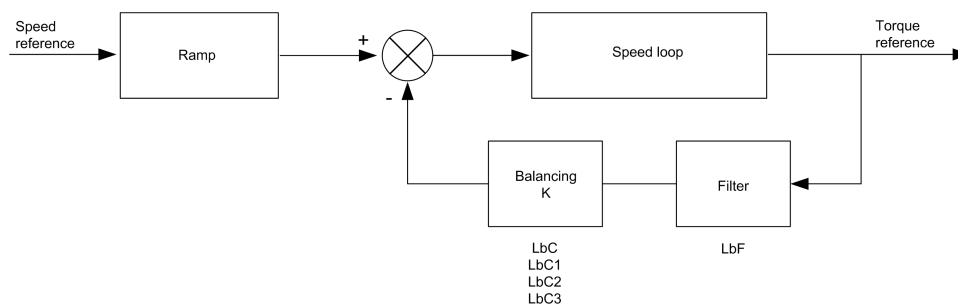 Speed
reference
Ramp
+
-
Speed loop
Torque
reference
Balancing
K
Filter
LbC
LbC1
LbC2
LbC3
LbF